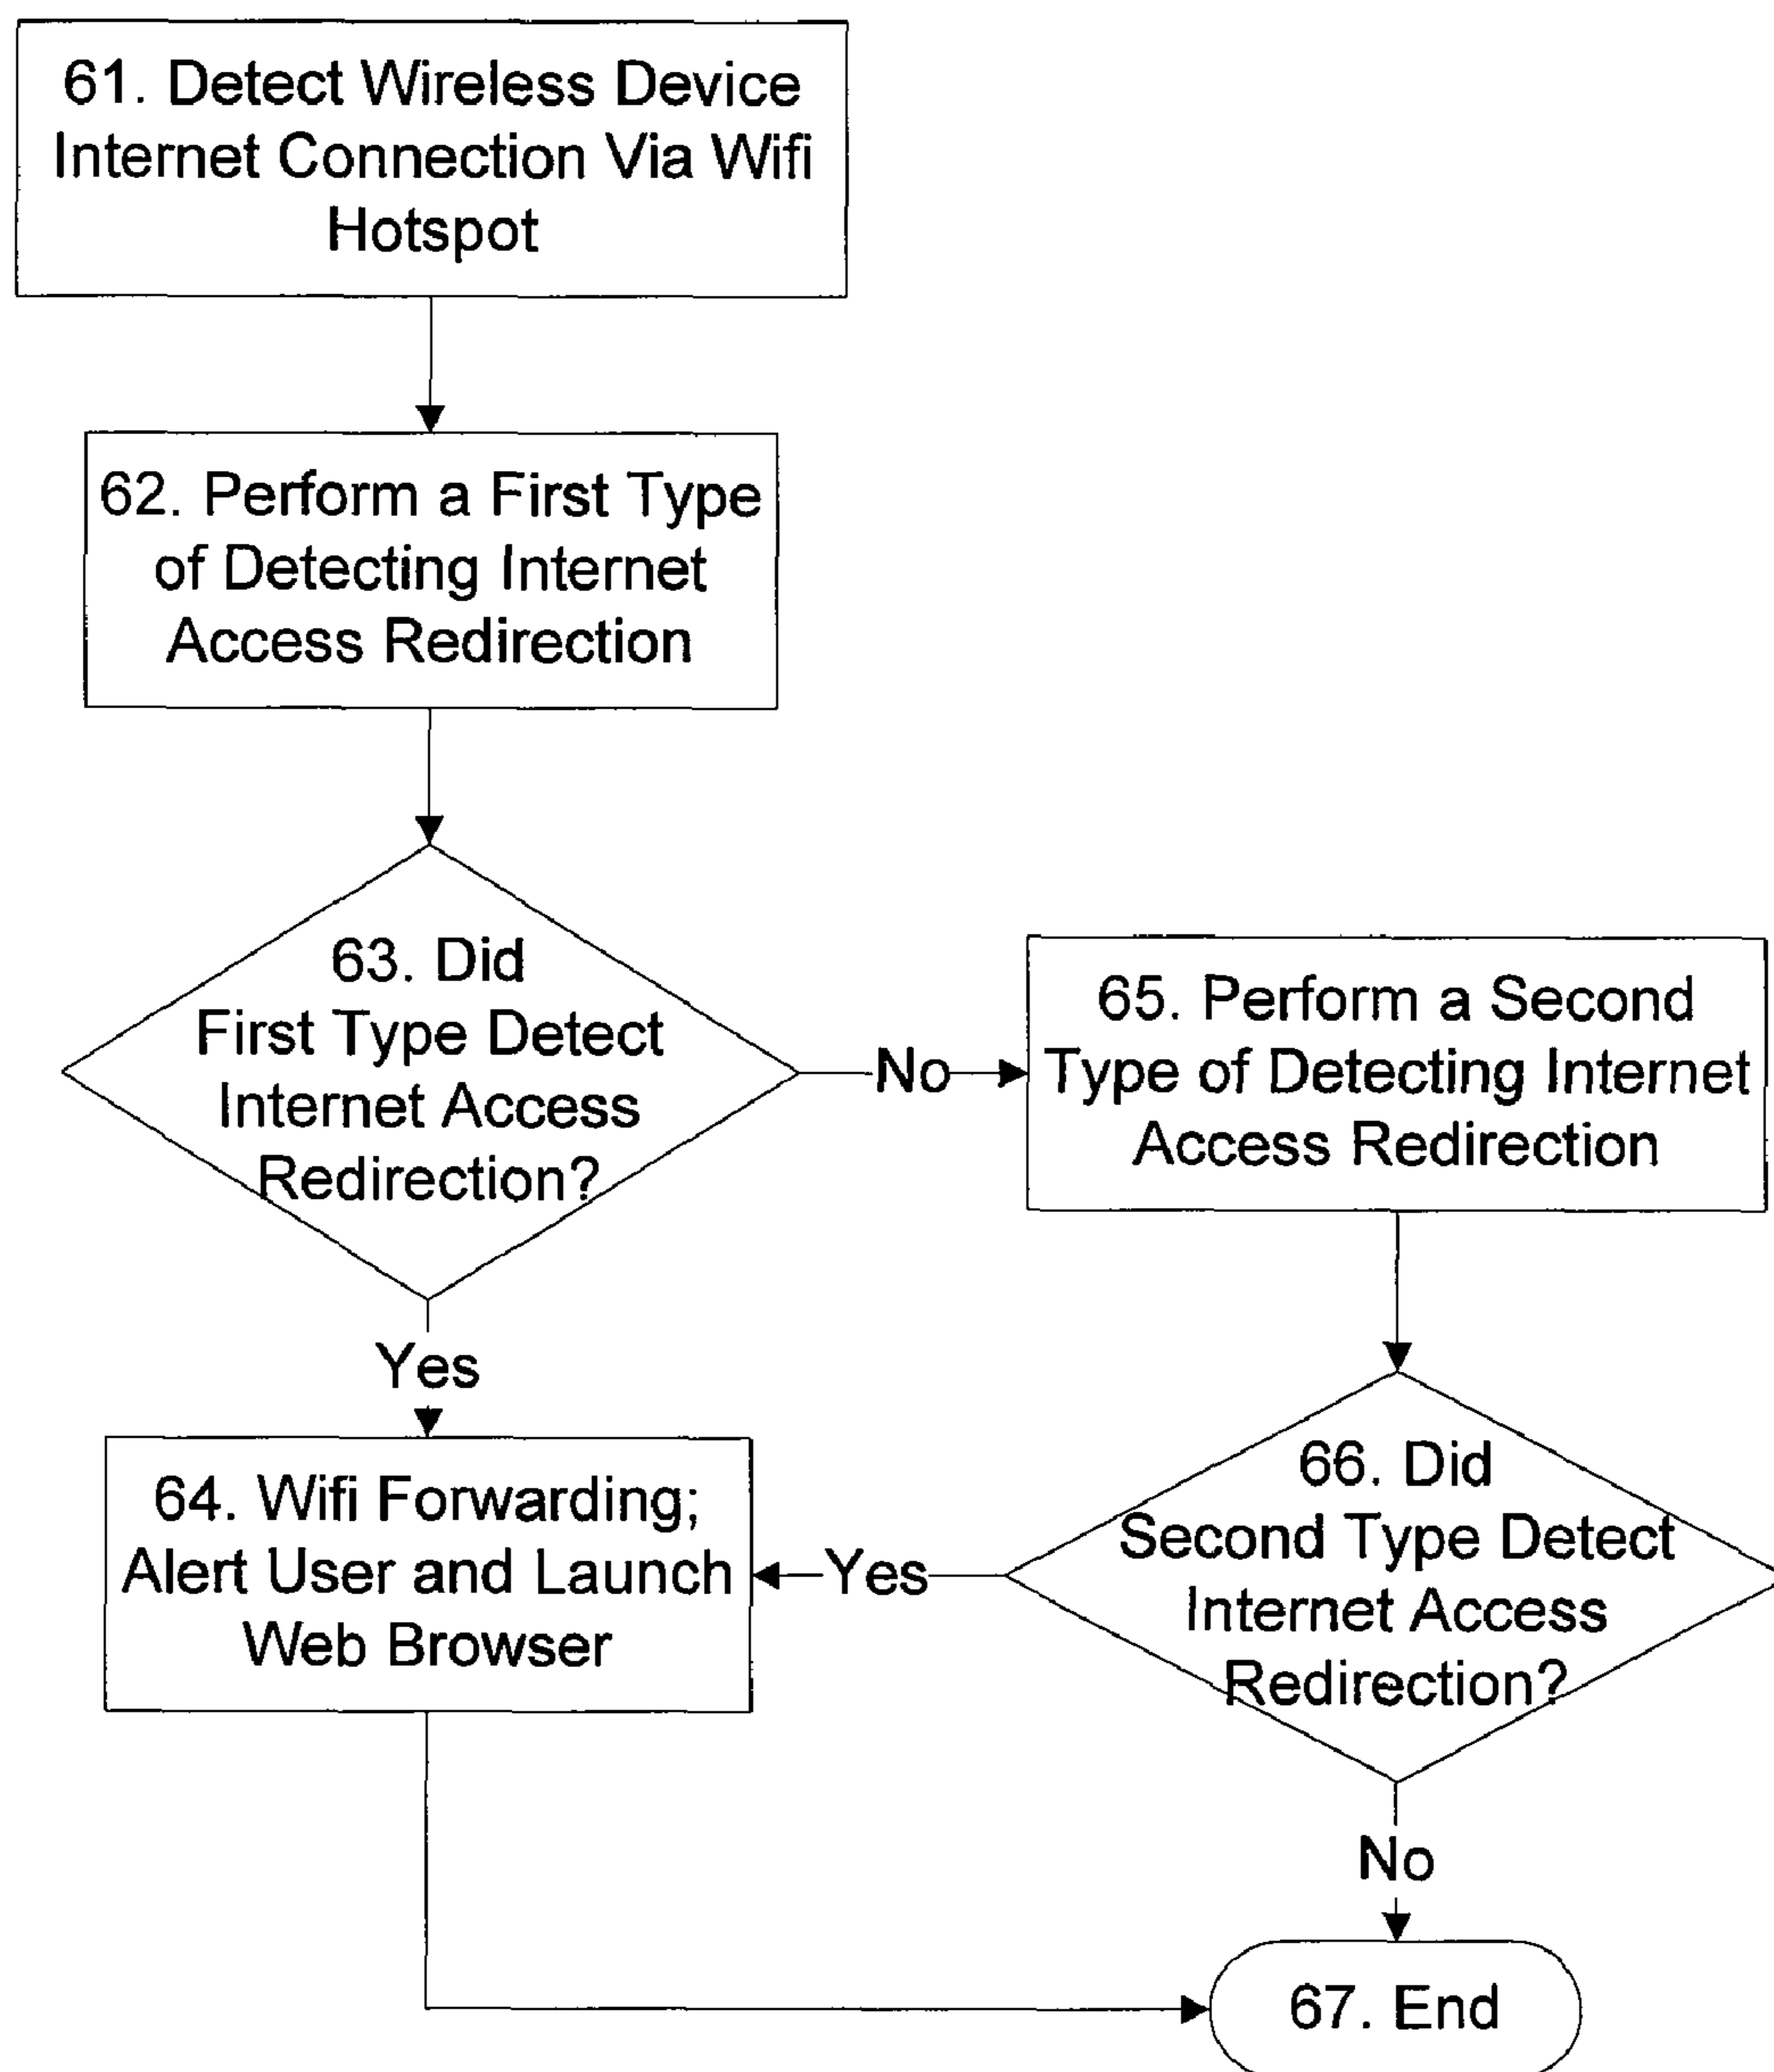 61. Detect Wireless Device
Internet Connection Via Wifi
Hotspot
62. Perform a First Type
of Detecting Internet
Access Redirection
63. Did
First Type Detect
Internet Access
Redirection?
No
65. Perform a Second
Type of Detecting Internet
Access Redirection
Yes
64. Wifi Forwarding;
Alert User and Launch
Web Browser
Yes
66. Did
Second Type Detect
Internet Access
Redirection?
No
67. End